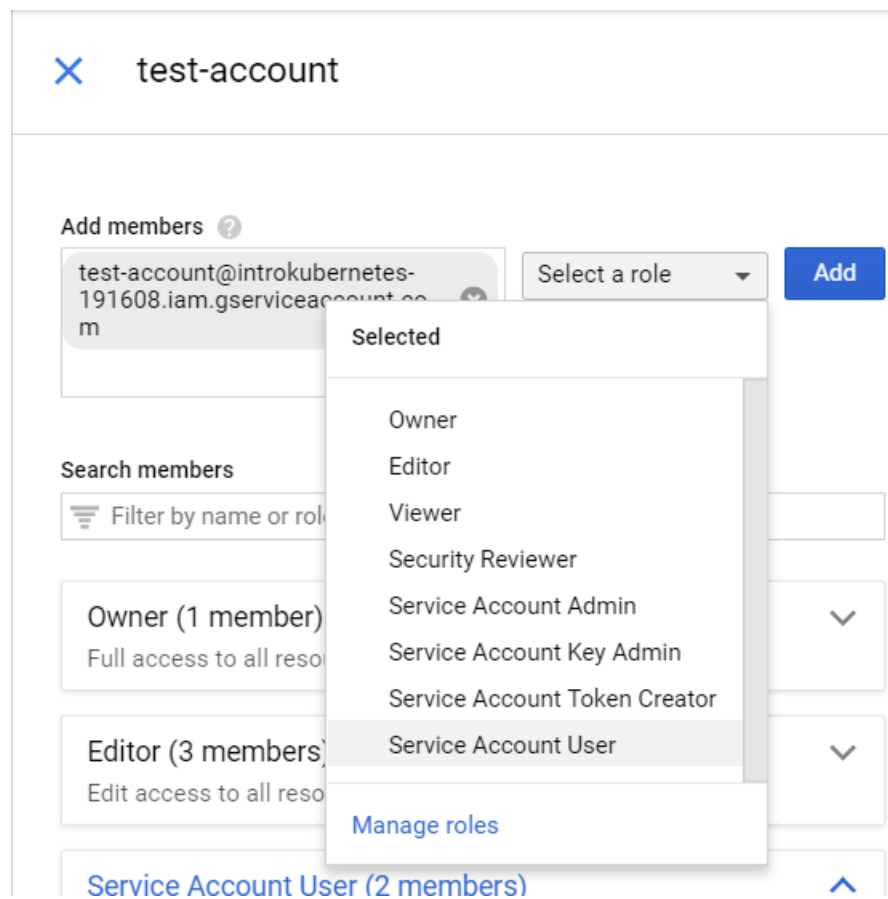 test-account
Add members
test-account@introkubernetes-
191608.iam.gserviceaccount.co
m
Select a role
Add
Selected
Owner
Editor
Viewer
Security Reviewer
Service Account Admin
Service Account Key Admin
Service Account Token Creator
Service Account User
Manage roles
Search members
Filter by name or role
Owner (1 member)
Full access to all
Editor (3 members)
Edit access to all
Service Account User (2 members)